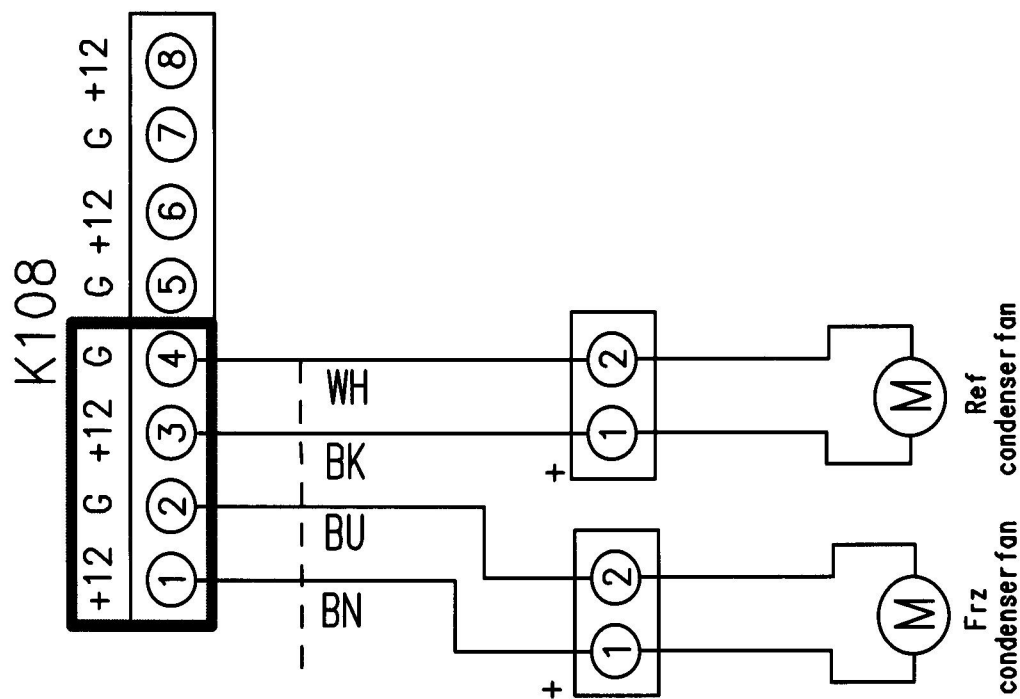 K108
+12 G +12 G G +12 G +12
1 2 3 4 5 6 7 8
BN
BU
BK
WH
+
1 2
+
1 2
M
M
Frz
condenser fan
Ref
condenser fan